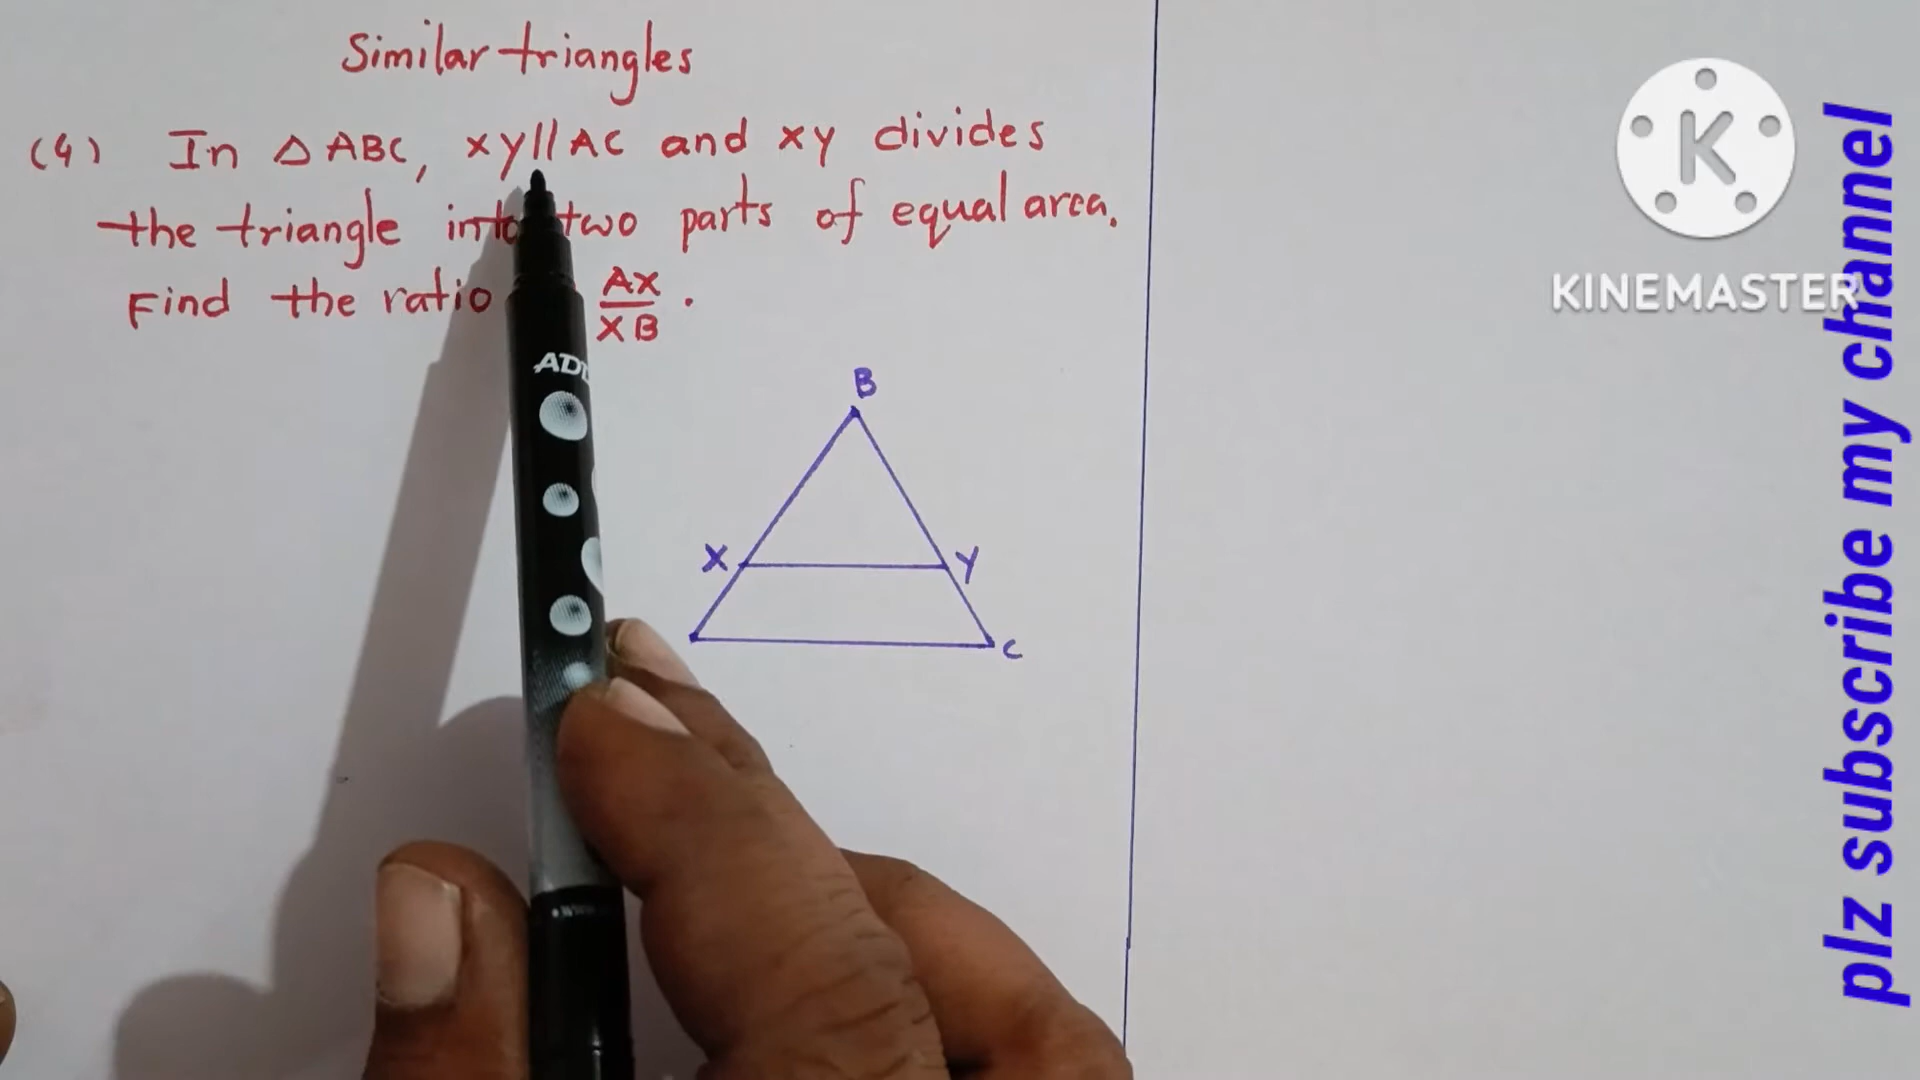 Similar triangles
(4) In △ ABC, XY||AC and XY divides
the triangle into two parts of equal area.
Find the ratio AX/XB.
B
X
Y
C
ADD
K
KINEMASTER
plz subscribe my channel